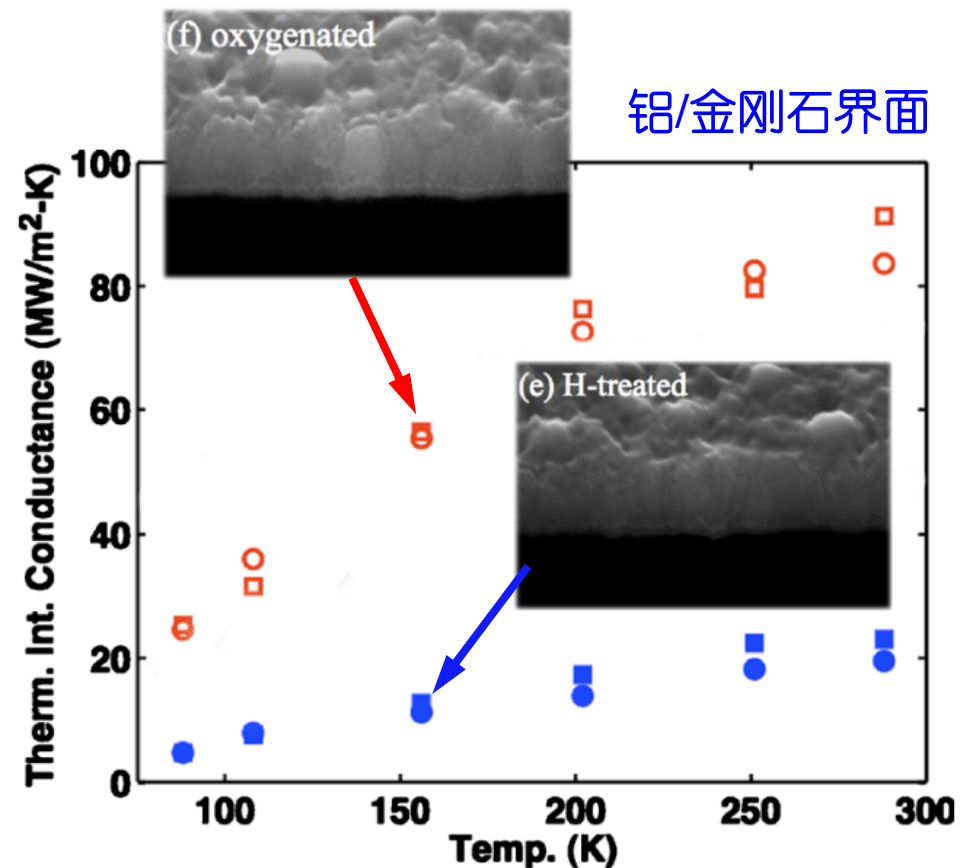 (f) oxygenated
铝/金刚石界面
Therm. Int. Conductance (MW/m²-K)
100
80
60
40
20
0
(e) H-treated
100
150
200
250
300
Temp. (K)